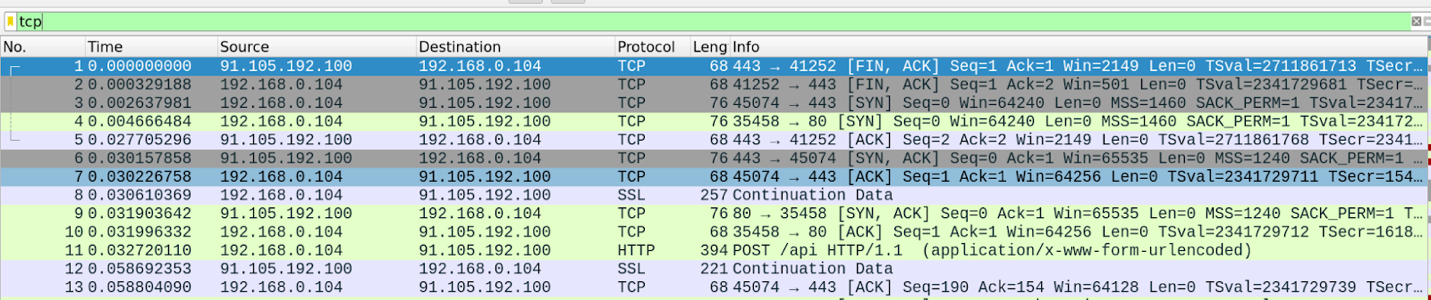 tcp
No. Time Source Destination Protocol Leng Info
1 0.000000000 91.105.192.100 192.168.0.104 TCP 68 443 → 41252 [FIN, ACK] Seq=1 Ack=1 Win=2149 Len=0 TSval=2711861713 TSecr…
2 0.000329188 192.168.0.104 91.105.192.100 TCP 68 41252 → 443 [FIN, ACK] Seq=1 Ack=2 Win=501 Len=0 TSval=2341729681 TSecr=…
3 0.002637981 192.168.0.104 91.105.192.100 TCP 76 45074 → 443 [SYN] Seq=0 Win=64240 Len=0 MSS=1460 SACK_PERM=1 TSval=23417…
4 0.004666484 192.168.0.104 91.105.192.100 TCP 76 35458 → 80 [SYN] Seq=0 Win=64240 Len=0 MSS=1460 SACK_PERM=1 TSval=234172…
5 0.027705296 91.105.192.100 192.168.0.104 TCP 68 443 → 41252 [ACK] Seq=2 Ack=2 Win=2149 Len=0 TSval=2711861768 TSecr=2341…
6 0.030157858 91.105.192.100 192.168.0.104 TCP 76 443 → 45074 [SYN, ACK] Seq=0 Ack=1 Win=65535 Len=0 MSS=1240 SACK_PERM=1 …
7 0.030226758 192.168.0.104 91.105.192.100 TCP 68 45074 → 443 [ACK] Seq=1 Ack=1 Win=64256 Len=0 TSval=2341729711 TSecr=154…
8 0.030610369 192.168.0.104 91.105.192.100 SSL 257 Continuation Data
9 0.031903642 91.105.192.100 192.168.0.104 TCP 76 80 → 35458 [SYN, ACK] Seq=0 Ack=1 Win=65535 Len=0 MSS=1240 SACK_PERM=1 T…
10 0.031996332 192.168.0.104 91.105.192.100 TCP 68 35458 → 80 [ACK] Seq=1 Ack=1 Win=64256 Len=0 TSval=2341729712 TSecr=1618…
11 0.032720110 192.168.0.104 91.105.192.100 HTTP 394 POST /api HTTP/1.1 (application/x-www-form-urlencoded)
12 0.058692353 91.105.192.100 192.168.0.104 SSL 221 Continuation Data
13 0.058804090 192.168.0.104 91.105.192.100 TCP 68 45074 → 443 [ACK] Seq=190 Ack=154 Win=64128 Len=0 TSval=2341729739 TSecr…